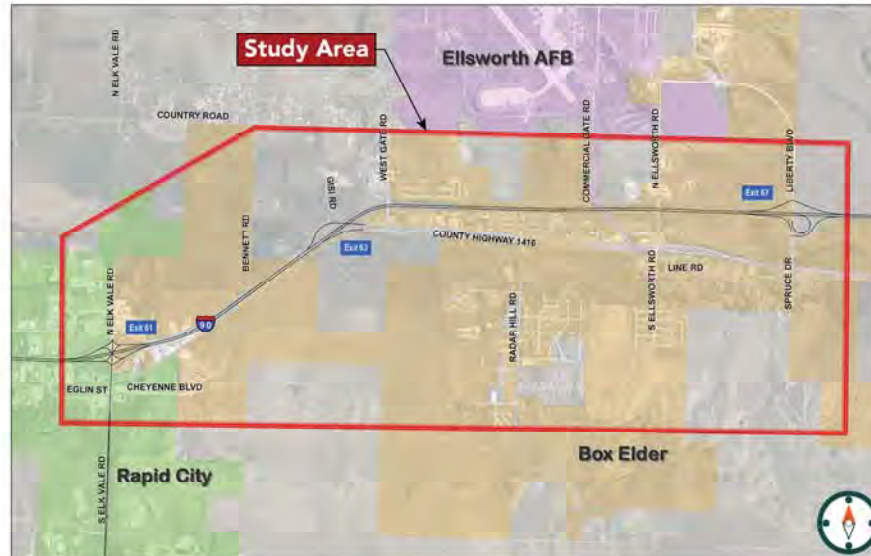 N ELK VALE RD
Study Area
Ellsworth AFB
COUNTRY ROAD
WEST GATE RD
COMMERCIAL GATE RD
N ELLSWORTH RD
LIBERTY BLVD
GISI RD
Exit 67
BENNETT RD
Exit 63
COUNTY HIGHWAY 1416
LINE RD
N ELK VALE RD
Exit 61
90
RADAR HILL RD
S ELLSWORTH RD
SPRUCE DR
EGLIN ST
CHEYENNE BLVD
S ELK VALE RD
Rapid City
Box Elder